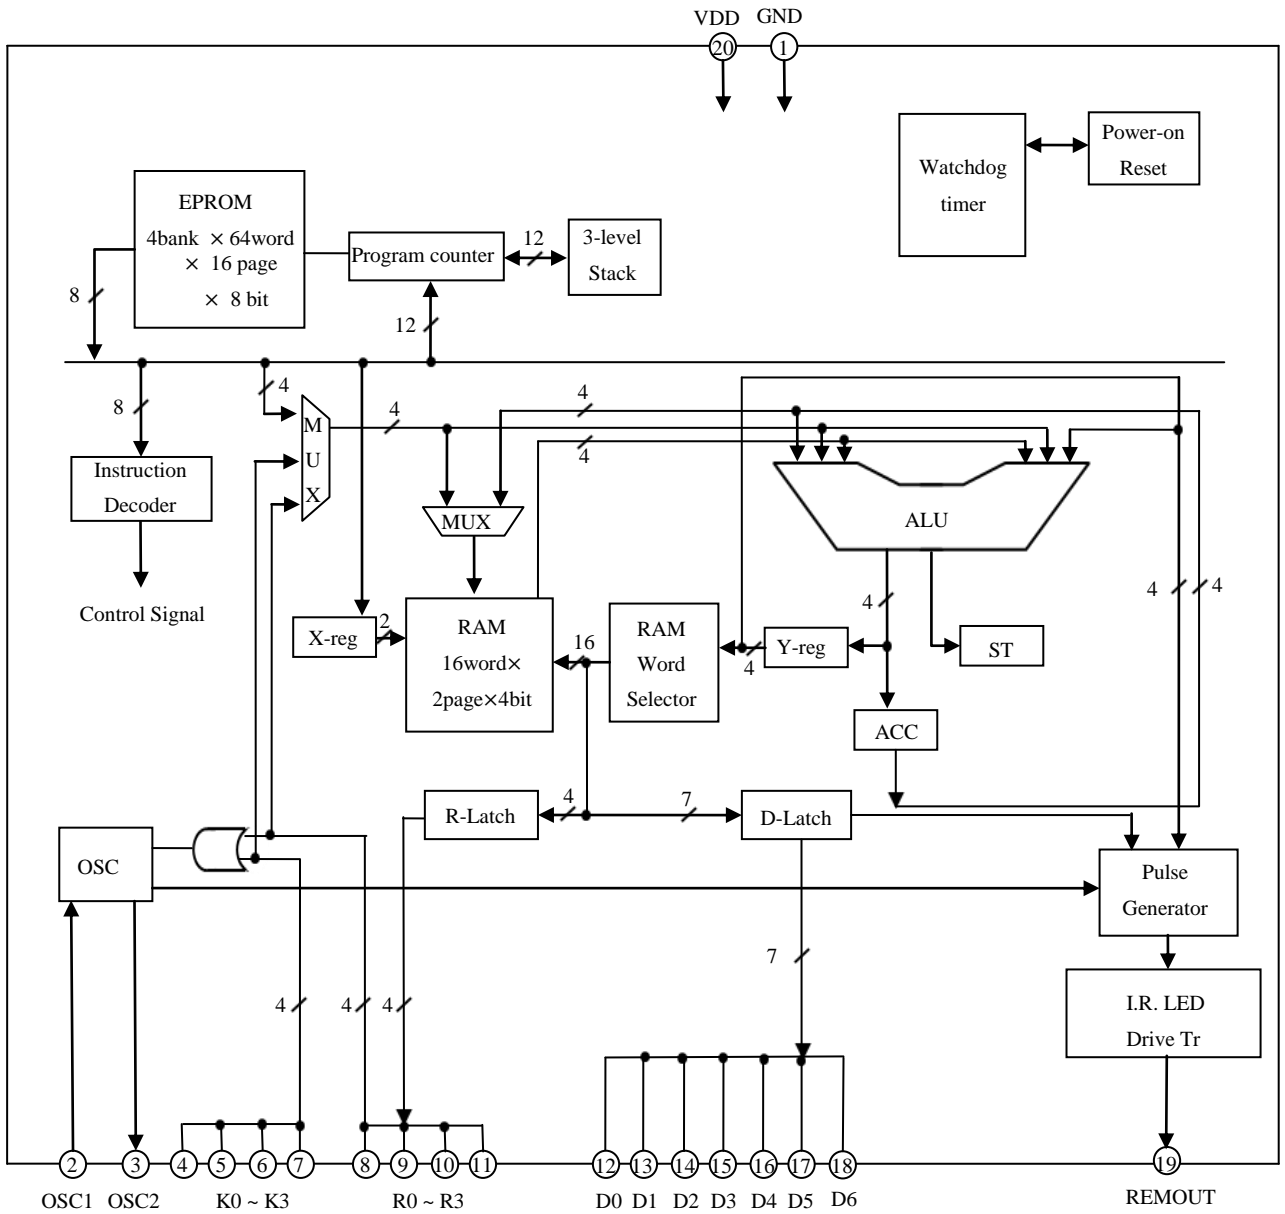 VDD GND
20 1
Watchdog
timer
Power-on
Reset
EPROM
4bank × 64word
× 16 page
× 8 bit
Program counter
12
3-level
Stack
8
12
8
4
4
4
4
M
U
X
Instruction
Decoder
Control Signal
MUX
ALU
4
4
4
X-reg
2
RAM
16word×
2page×4bit
16
RAM
Word
Selector
4
Y-reg
ST
ACC
R-Latch
4
7
D-Latch
OSC
Pulse
Generator
7
4
4
4
I.R. LED
Drive Tr
2 3 4 5 6 7 8 9 10 11 12 13 14 15 16 17 18 19
OSC1 OSC2 K0 ~ K3 R0 ~ R3 D0 D1 D2 D3 D4 D5 D6 REMOUT